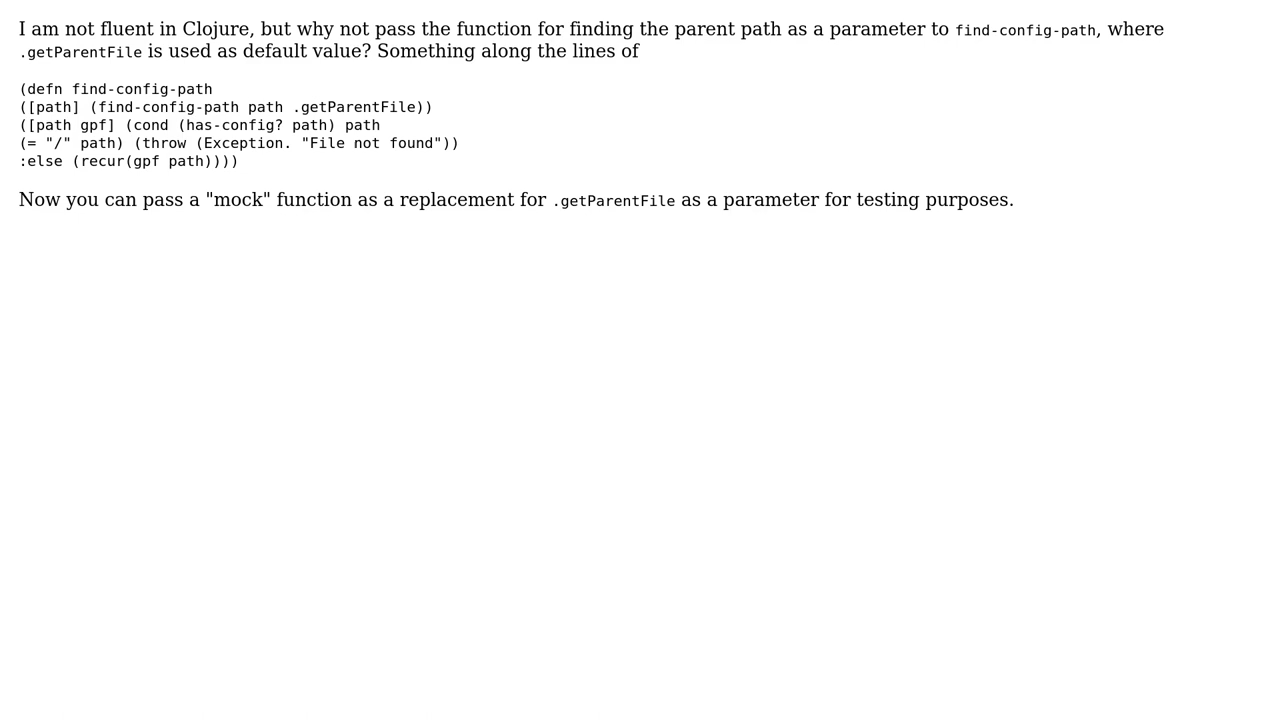 I am not fluent in Clojure, but why not pass the function for finding the parent path as a parameter to find-config-path, where
.getParentFile is used as default value? Something along the lines of
(defn find-config-path
([path] (find-config-path path .getParentFile))
([path gpf] (cond (has-config? path) path
(= "/" path) (throw (Exception. "File not found"))
:else (recur(gpf path))))
Now you can pass a "mock" function as a replacement for .getParentFile as a parameter for testing purposes.